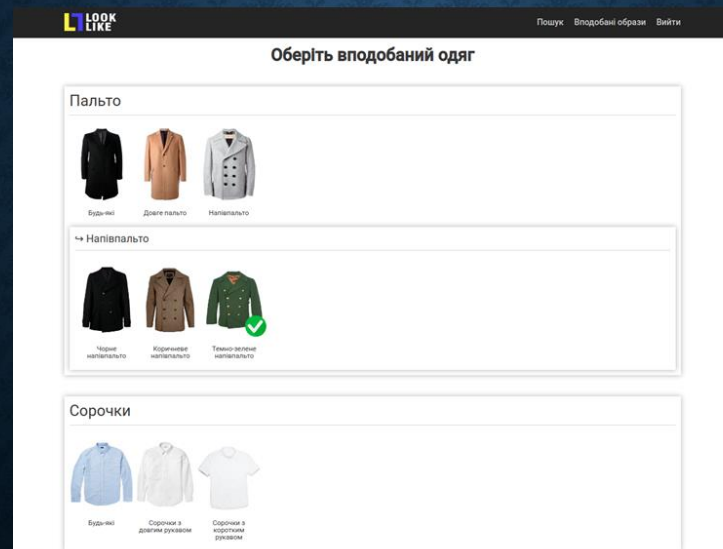 LOOK
LIKE
Пошук Вподобані образи Вийти
Оберіть вподобаний одяг
Пальто
Будь-які
Довге пальто
Напівпальто
↪ Напівпальто
Чорне
напівпальто
Коричневе
напівпальто
Темно-зелене
напівпальто
Сорочки
Будь-які
Сорочки з
довгим рукавом
Сорочки з
коротким
рукавом